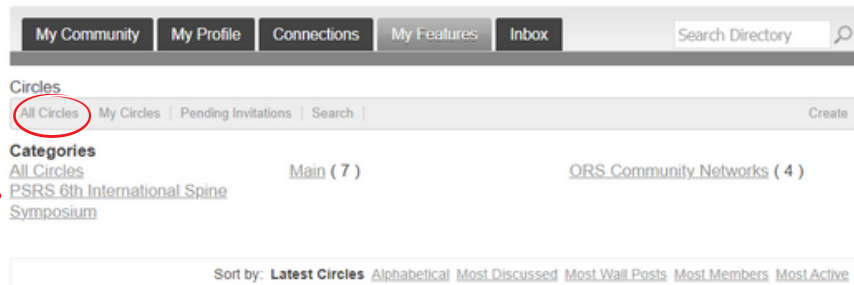 My Community My Profile Connections My Features Inbox Search Directory
Circles
All Circles | My Circles | Pending Invitations | Search | Create
Categories
All Circles Main ( 7 ) ORS Community Networks ( 4 )
PSRS 6th International Spine
Symposium
Sort by: Latest Circles Alphabetical Most Discussed Most Wall Posts Most Members Most Active